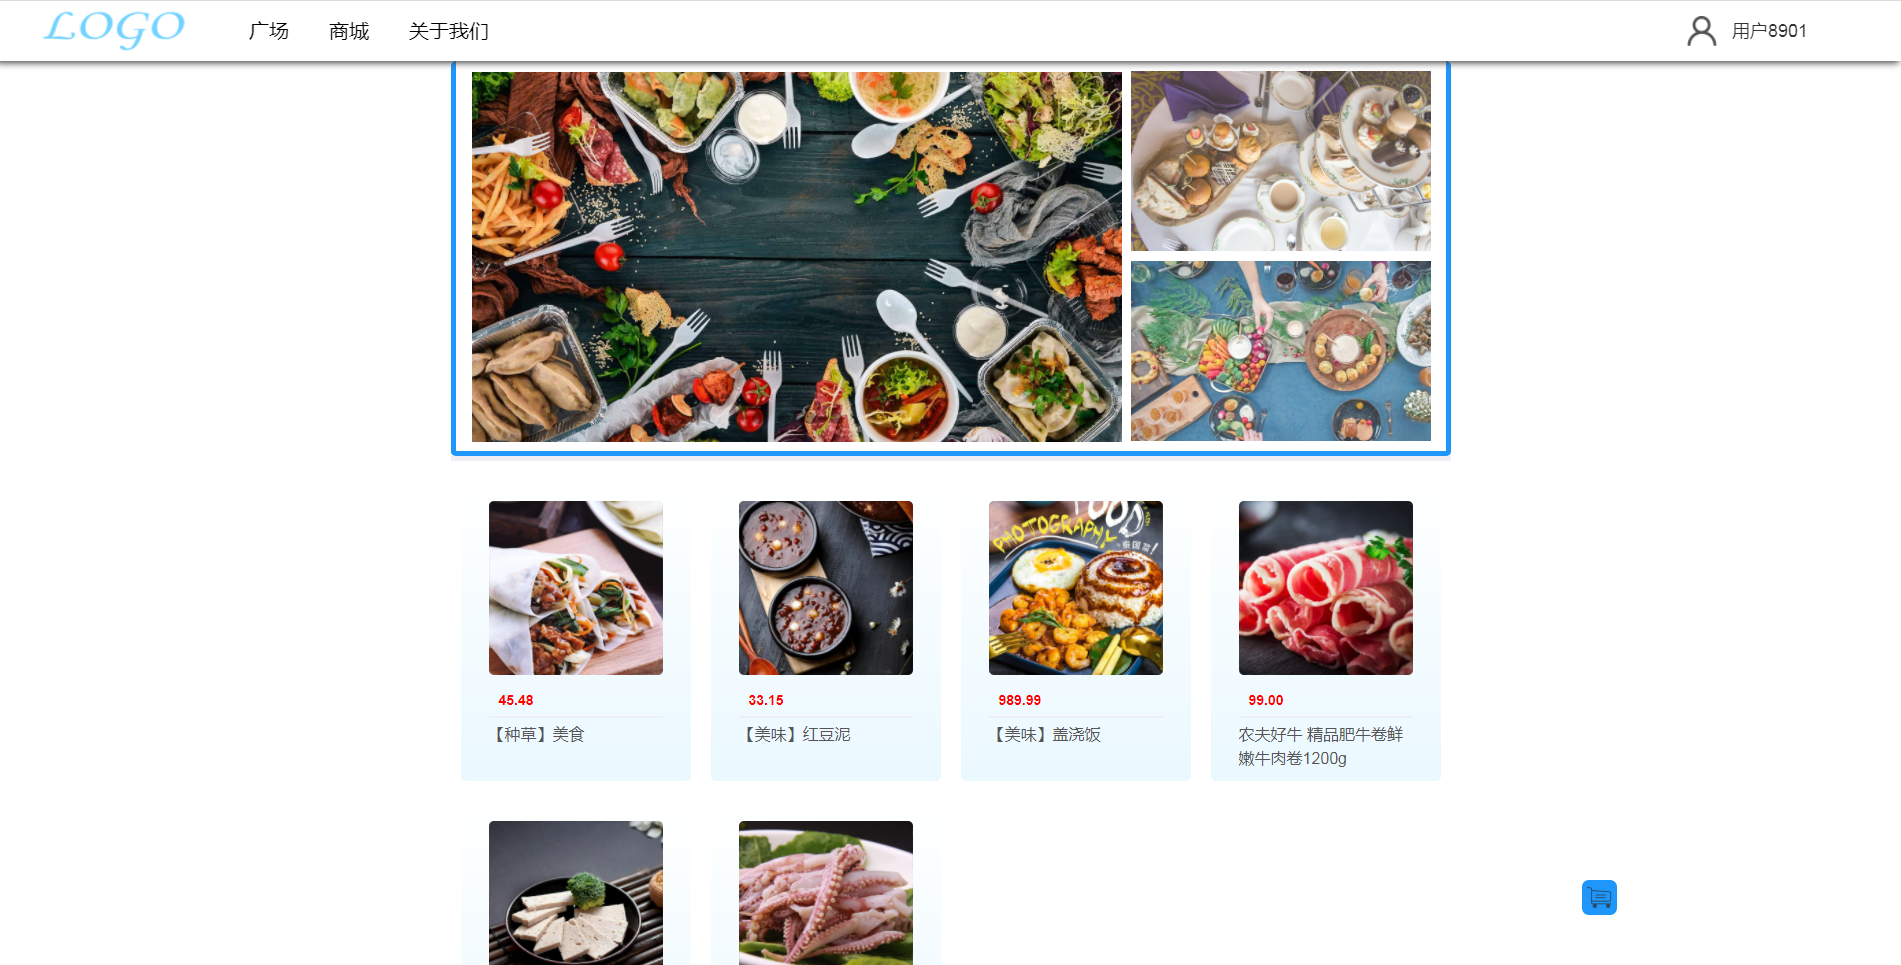 LOGO
广场
商城
关于我们
用户8901
PHOTOGRAPHY
45.48
33.15
989.99
99.00
【种草】美食
【美味】红豆泥
【美味】盖浇饭
农夫好牛 精品肥牛卷鲜
嫩牛肉卷1200g